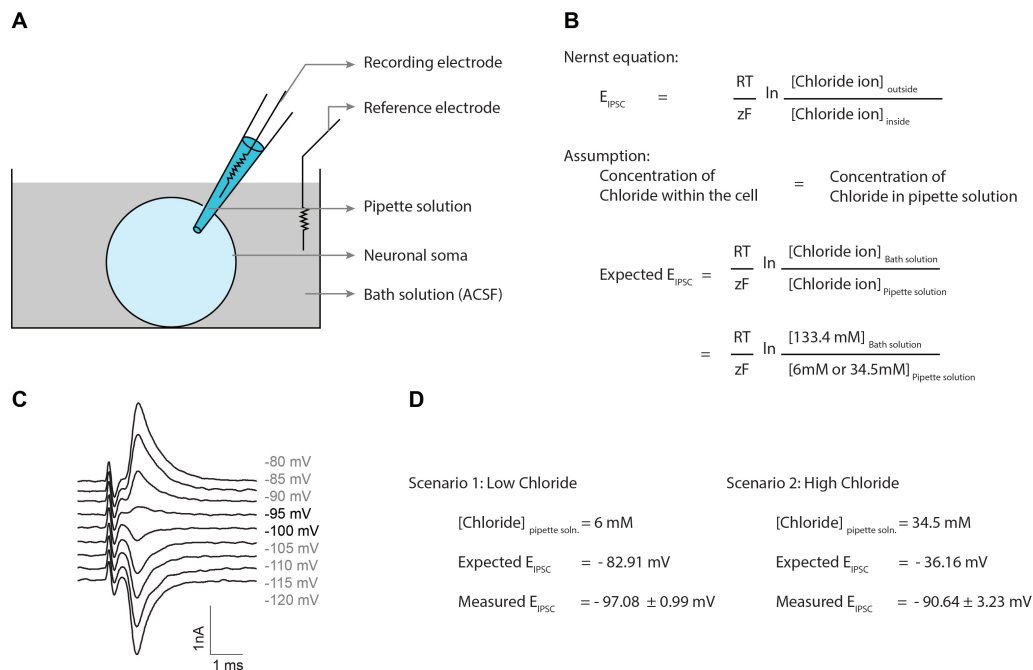 A
Recording electrode
Reference electrode
Pipette solution
Neuronal soma
Bath solution (ACSF)
B
Nernst equation:
E IPSC = RT/zF ln [Chloride ion] outside / [Chloride ion] inside
Assumption:
Concentration of Chloride within the cell = Concentration of Chloride in pipette solution
Expected E IPSC = RT/zF ln [Chloride ion] Bath solution / [Chloride ion] Pipette solution
= RT/zF ln [133.4 mM] Bath solution / [6mM or 34.5mM] Pipette solution
C
-80 mV
-85 mV
-90 mV
-95 mV
-100 mV
-105 mV
-110 mV
-115 mV
-120 mV
1nA
1 ms
D
Scenario 1: Low Chloride
[Chloride] pipette soln. = 6 mM
Expected E IPSC = - 82.91 mV
Measured E IPSC = - 97.08 ± 0.99 mV
Scenario 2: High Chloride
[Chloride] pipette soln. = 34.5 mM
Expected E IPSC = - 36.16 mV
Measured E IPSC = - 90.64 ± 3.23 mV